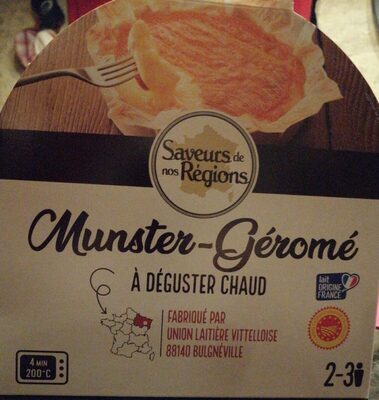 Saveurs de
nos Régions
Munster-Géromé
À DÉGUSTER CHAUD
lait
ORIGINE
FRANCE
FABRIQUÉ PAR
UNION LAITIÈRE VITTELLOISE
88140 BULGNÉVILLE
4 MIN
200°C
2-3